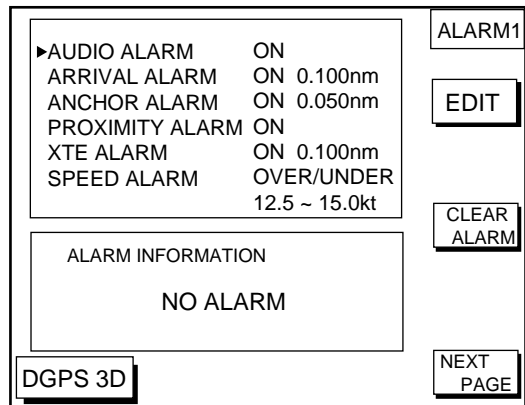 ALARM1
▶AUDIO ALARM ON
ARRIVAL ALARM ON 0.100nm
ANCHOR ALARM ON 0.050nm
PROXIMITY ALARM ON
XTE ALARM ON 0.100nm
SPEED ALARM OVER/UNDER
12.5 ~ 15.0kt
EDIT
CLEAR
ALARM
ALARM INFORMATION
NO ALARM
DGPS 3D
NEXT
PAGE